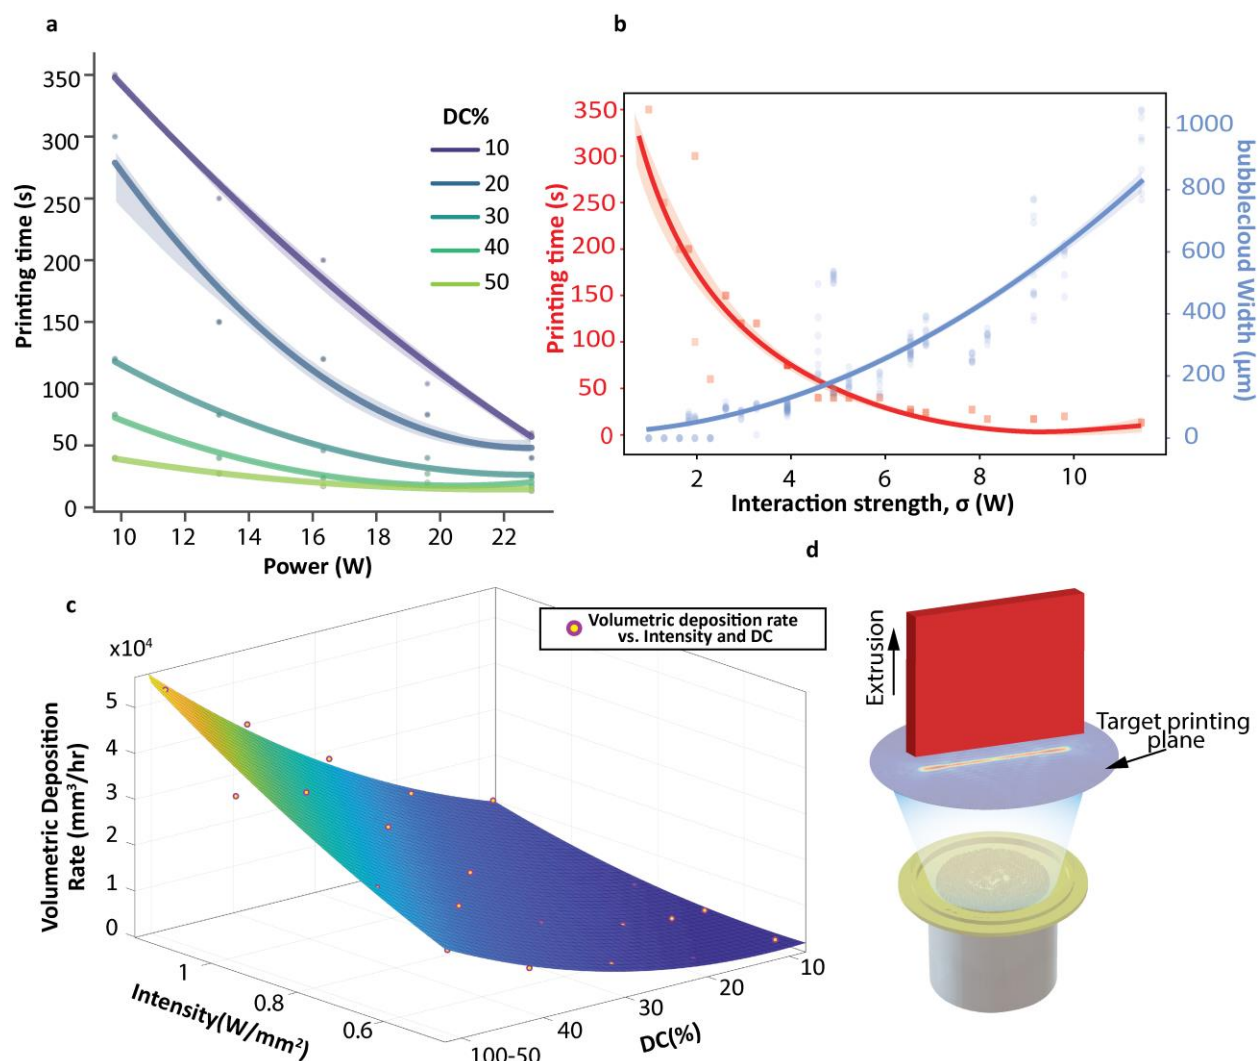 a
350
300
250
200
150
100
50
0
Printing time (s)
10
12
14
16
18
20
22
Power (W)
DC%
10
20
30
40
50
b
350
300
250
200
150
100
50
0
Printing time (s)
1000
800
600
400
200
0
bubblecloud Width (μm)
2
4
6
8
10
Interaction strength, σ (W)
c
x10⁴
5
4
3
2
1
0
Volumetric Deposition
Rate (mm³/hr)
1
0.8
0.6
Intensity(W/mm²)
100-50
40
30
20
10
DC(%)
Volumetric deposition rate
vs. Intensity and DC
d
Extrusion
Target printing
plane